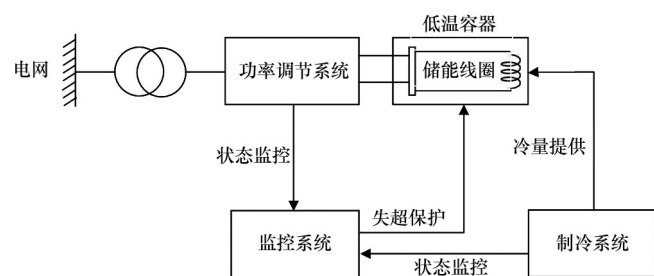 低温容器
电网
功率调节系统
储能线圈
状态监控
冷量提供
失超保护
监控系统
制冷系统
状态监控